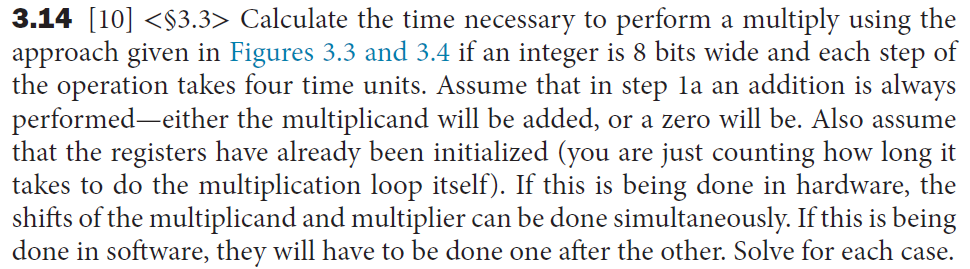 3.14 [10] <§3.3> Calculate the time necessary to perform a multiply using the
approach given in Figures 3.3 and 3.4 if an integer is 8 bits wide and each step of
the operation takes four time units. Assume that in step 1a an addition is always
performed—either the multiplicand will be added, or a zero will be. Also assume
that the registers have already been initialized (you are just counting how long it
takes to do the multiplication loop itself). If this is being done in hardware, the
shifts of the multiplicand and multiplier can be done simultaneously. If this is being
done in software, they will have to be done one after the other. Solve for each case.